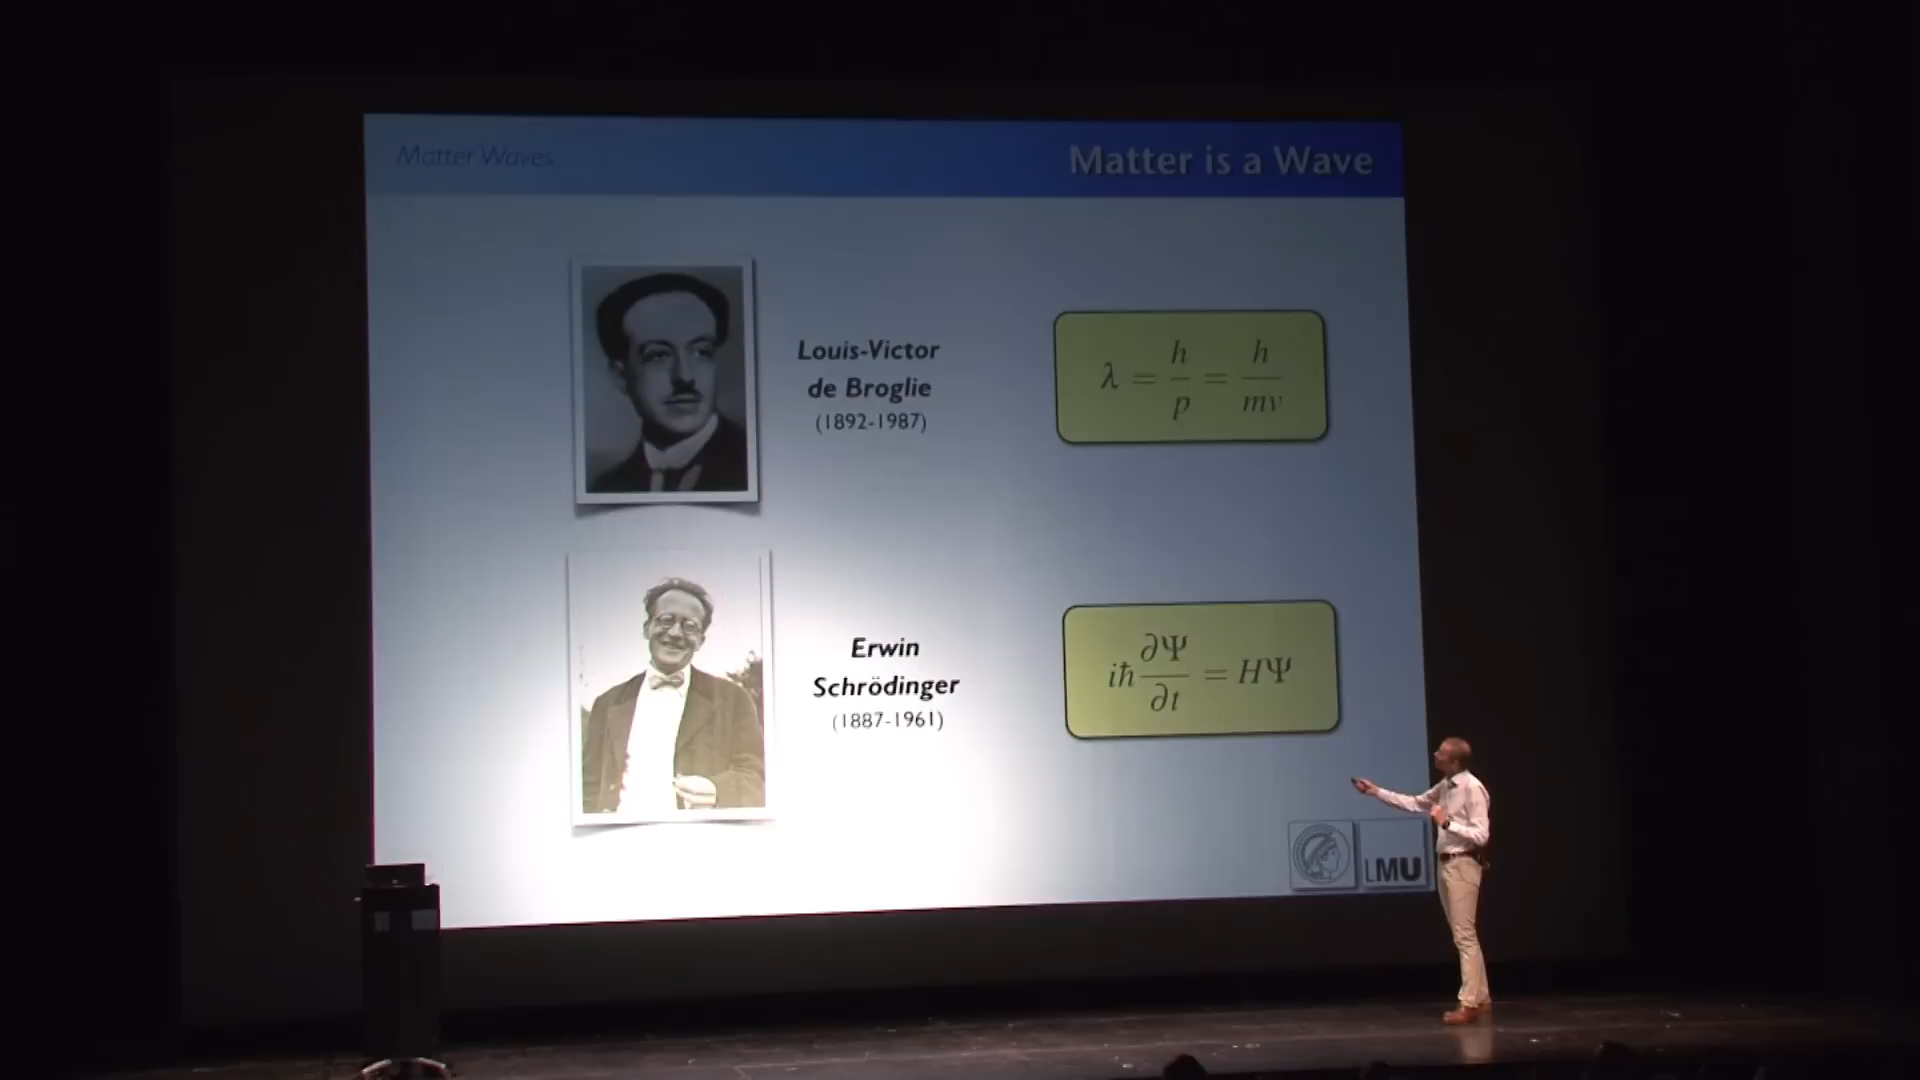 Matter Waves
Matter is a Wave
Louis-Victor
de Broglie
(1892-1987)
λ = h/p = h/mv
Erwin
Schrödinger
(1887-1961)
iħ ∂Ψ/∂t = HΨ
LMU